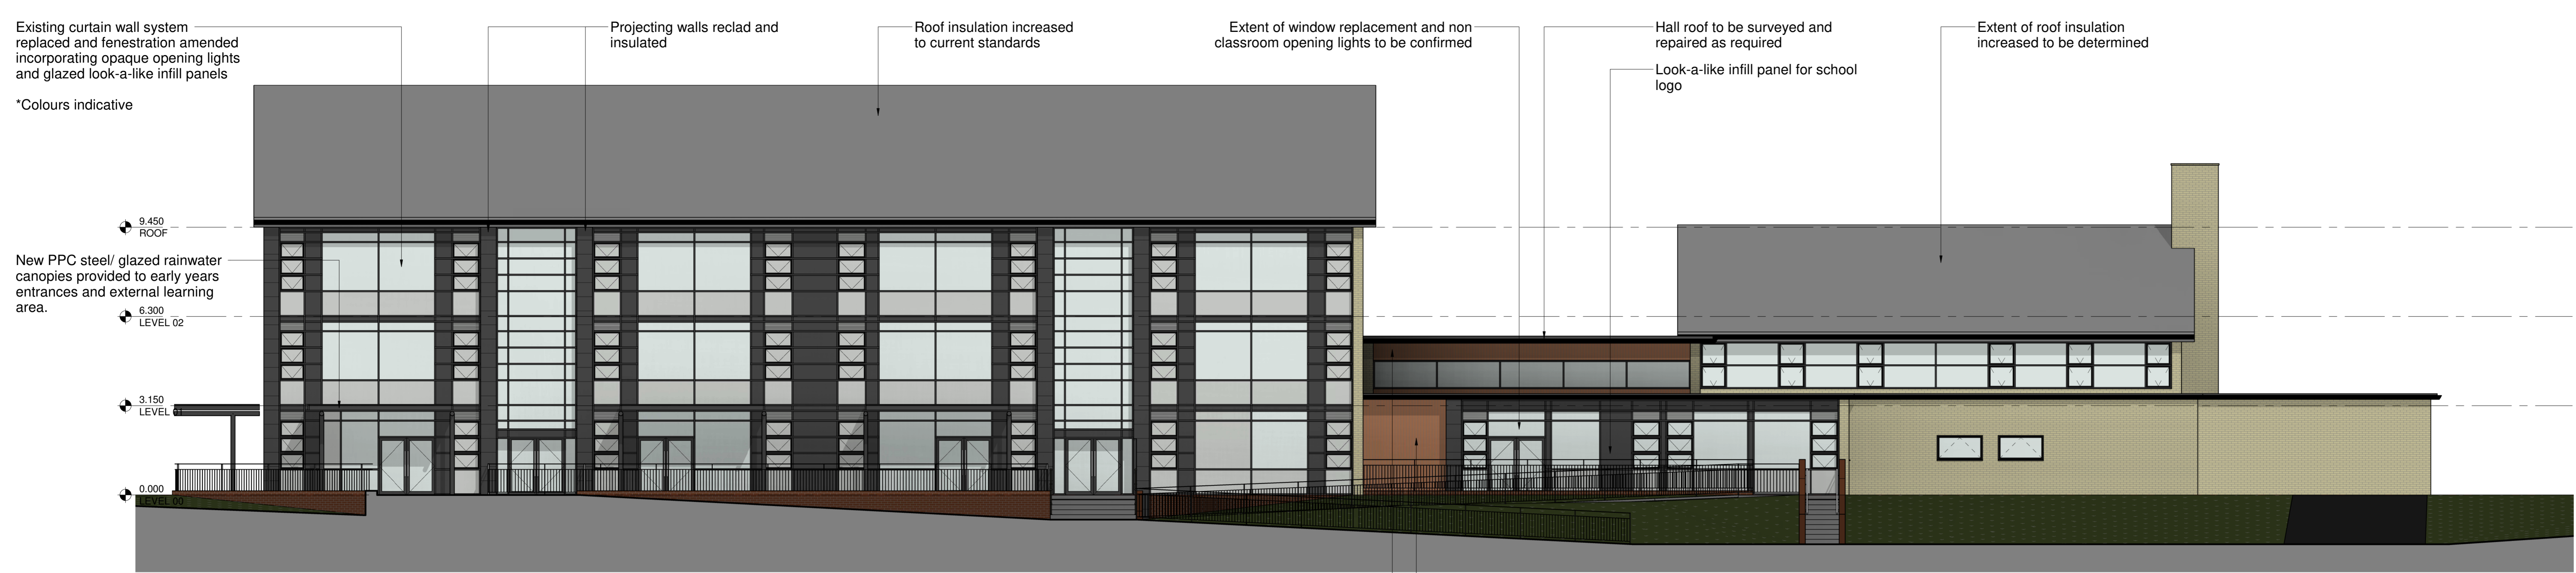 Existing curtain wall system
replaced and fenestration amended
incorporating opaque opening lights
and glazed look-a-like infill panels
*Colours indicative
Projecting walls reclad and
insulated
Roof insulation increased
to current standards
Extent of window replacement and non
classroom opening lights to be confirmed
Hall roof to be surveyed and
repaired as required
Look-a-like infill panel for school
logo
Extent of roof insulation
increased to be determined
9.450
ROOF
New PPC steel/ glazed rainwater
canopies provided to early years
entrances and external learning
area.
6.300
LEVEL 02
3.150
LEVEL 01
0.000
LEVEL 00